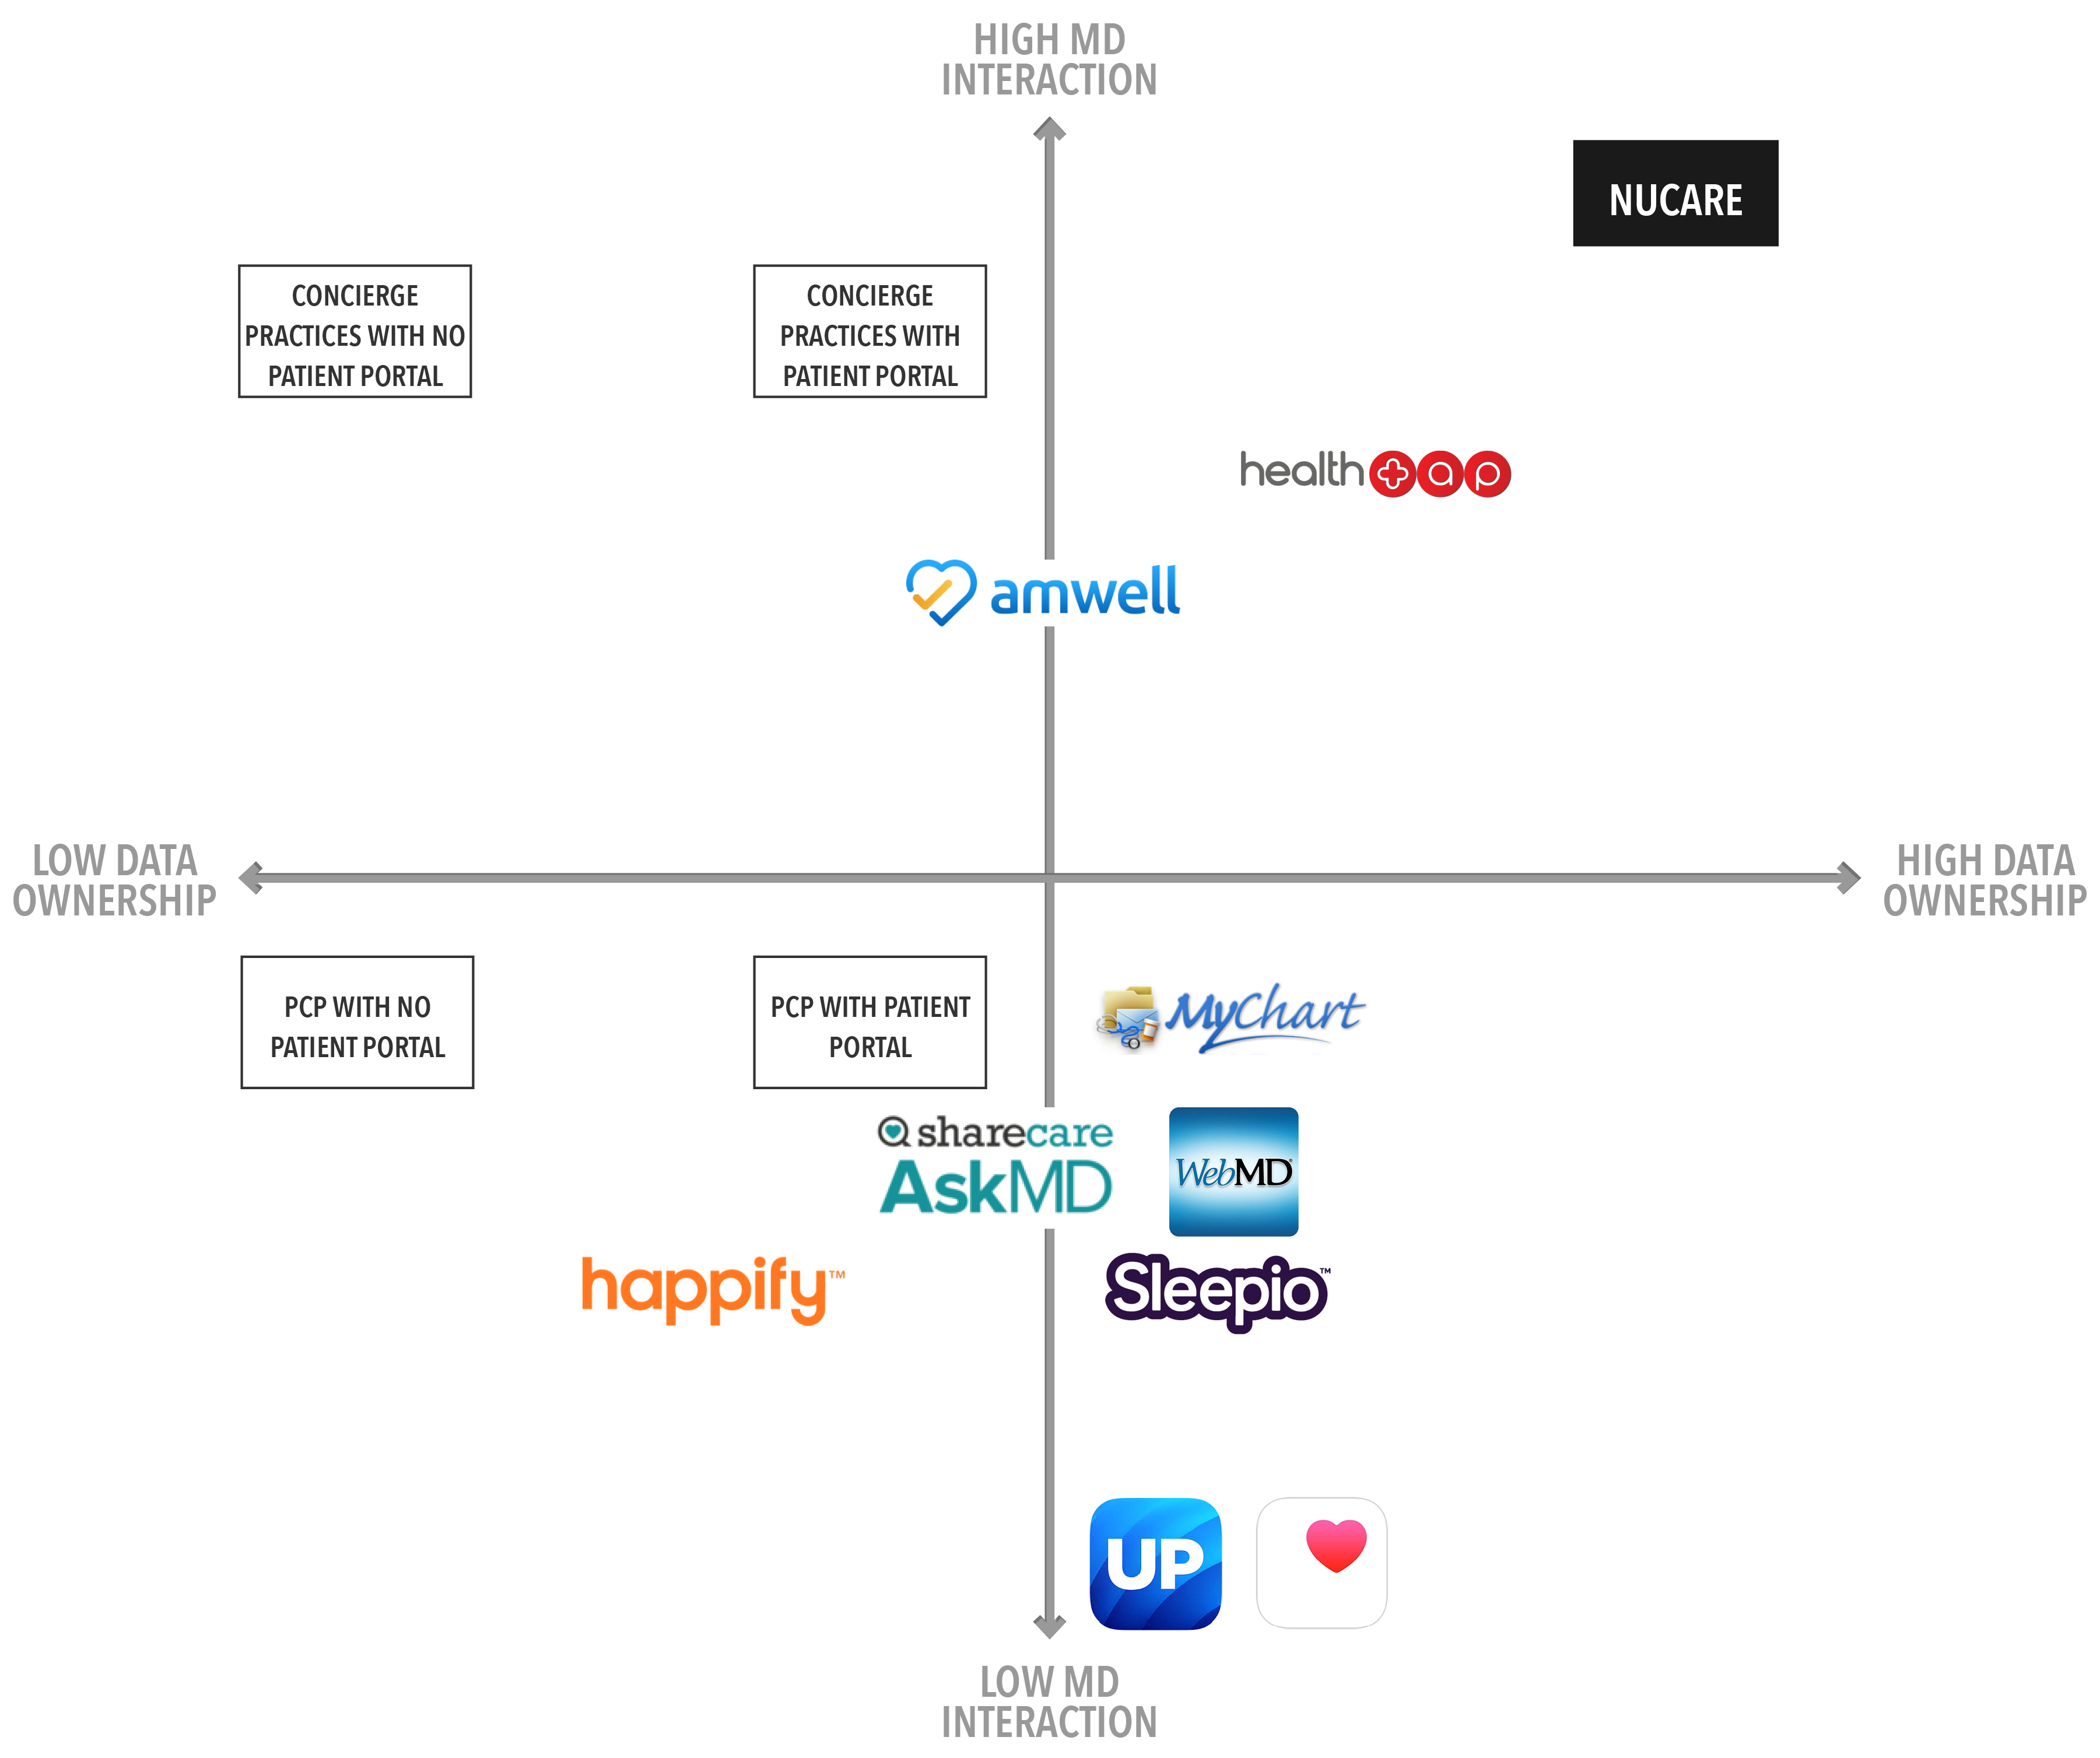 HIGH MD
INTERACTION
NUCARE
CONCIERGE
PRACTICES WITH NO
PATIENT PORTAL
CONCIERGE
PRACTICES WITH
PATIENT PORTAL
health tap
amwell
LOW DATA
OWNERSHIP
HIGH DATA
OWNERSHIP
PCP WITH NO
PATIENT PORTAL
PCP WITH PATIENT
PORTAL
MyChart
sharecare
AskMD
WebMD
happify™
Sleepio™
UP
LOW MD
INTERACTION